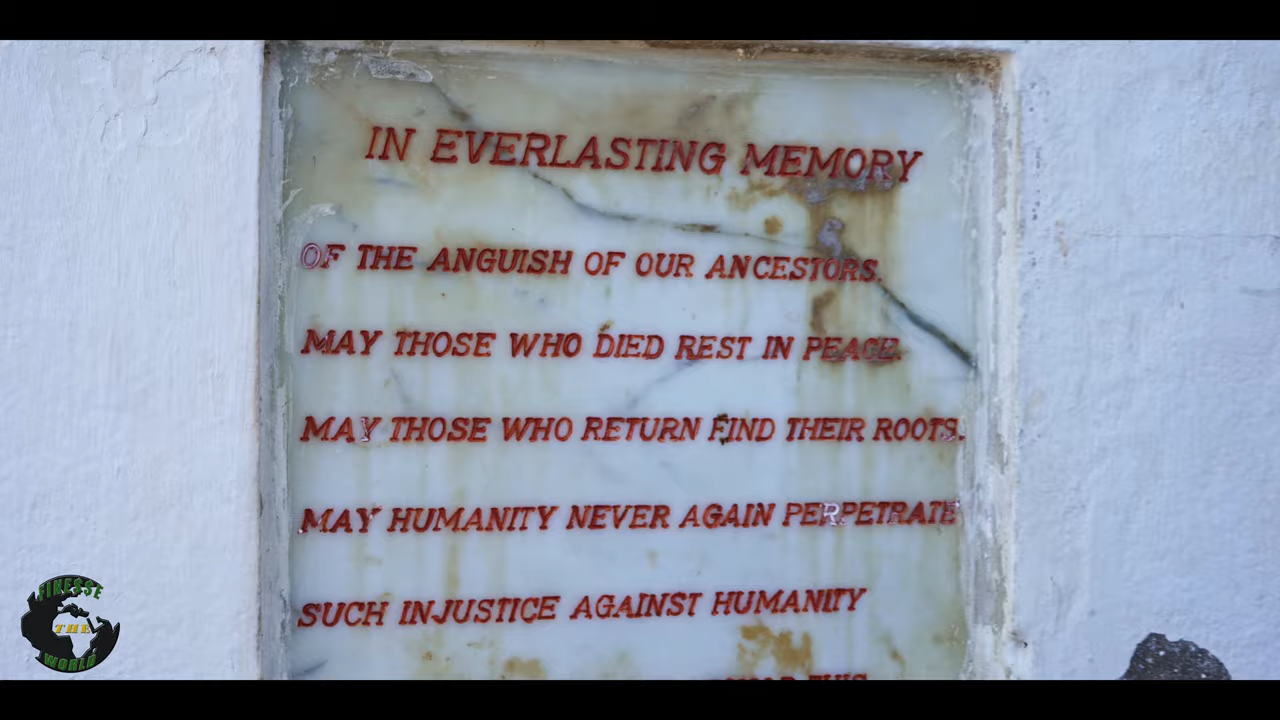 IN EVERLASTING MEMORY
OF THE ANGUISH OF OUR ANCESTORS.
MAY THOSE WHO DIED REST IN PEACE.
MAY THOSE WHO RETURN FIND THEIR ROOTS.
MAY HUMANITY NEVER AGAIN PERPETRATE
SUCH INJUSTICE AGAINST HUMANITY
FINESSE
THE
WORLD